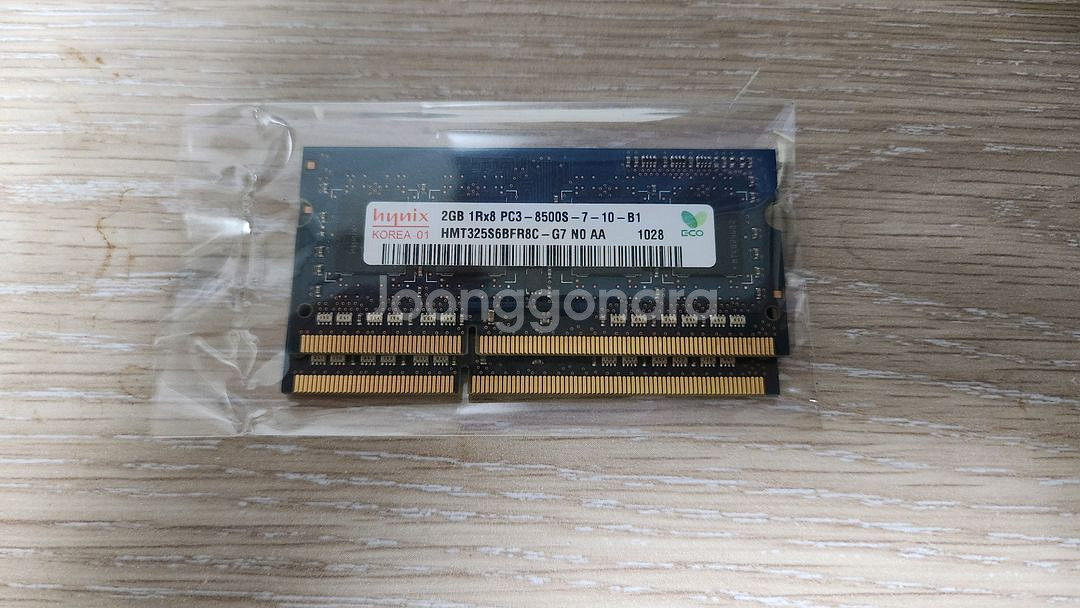 hynix 2GB 1Rx8 PC3-8500S-7-10-B1
KOREA 01 HMT325S6BFR8C-G7 N0 AA 1028
ECO
Joonggonara